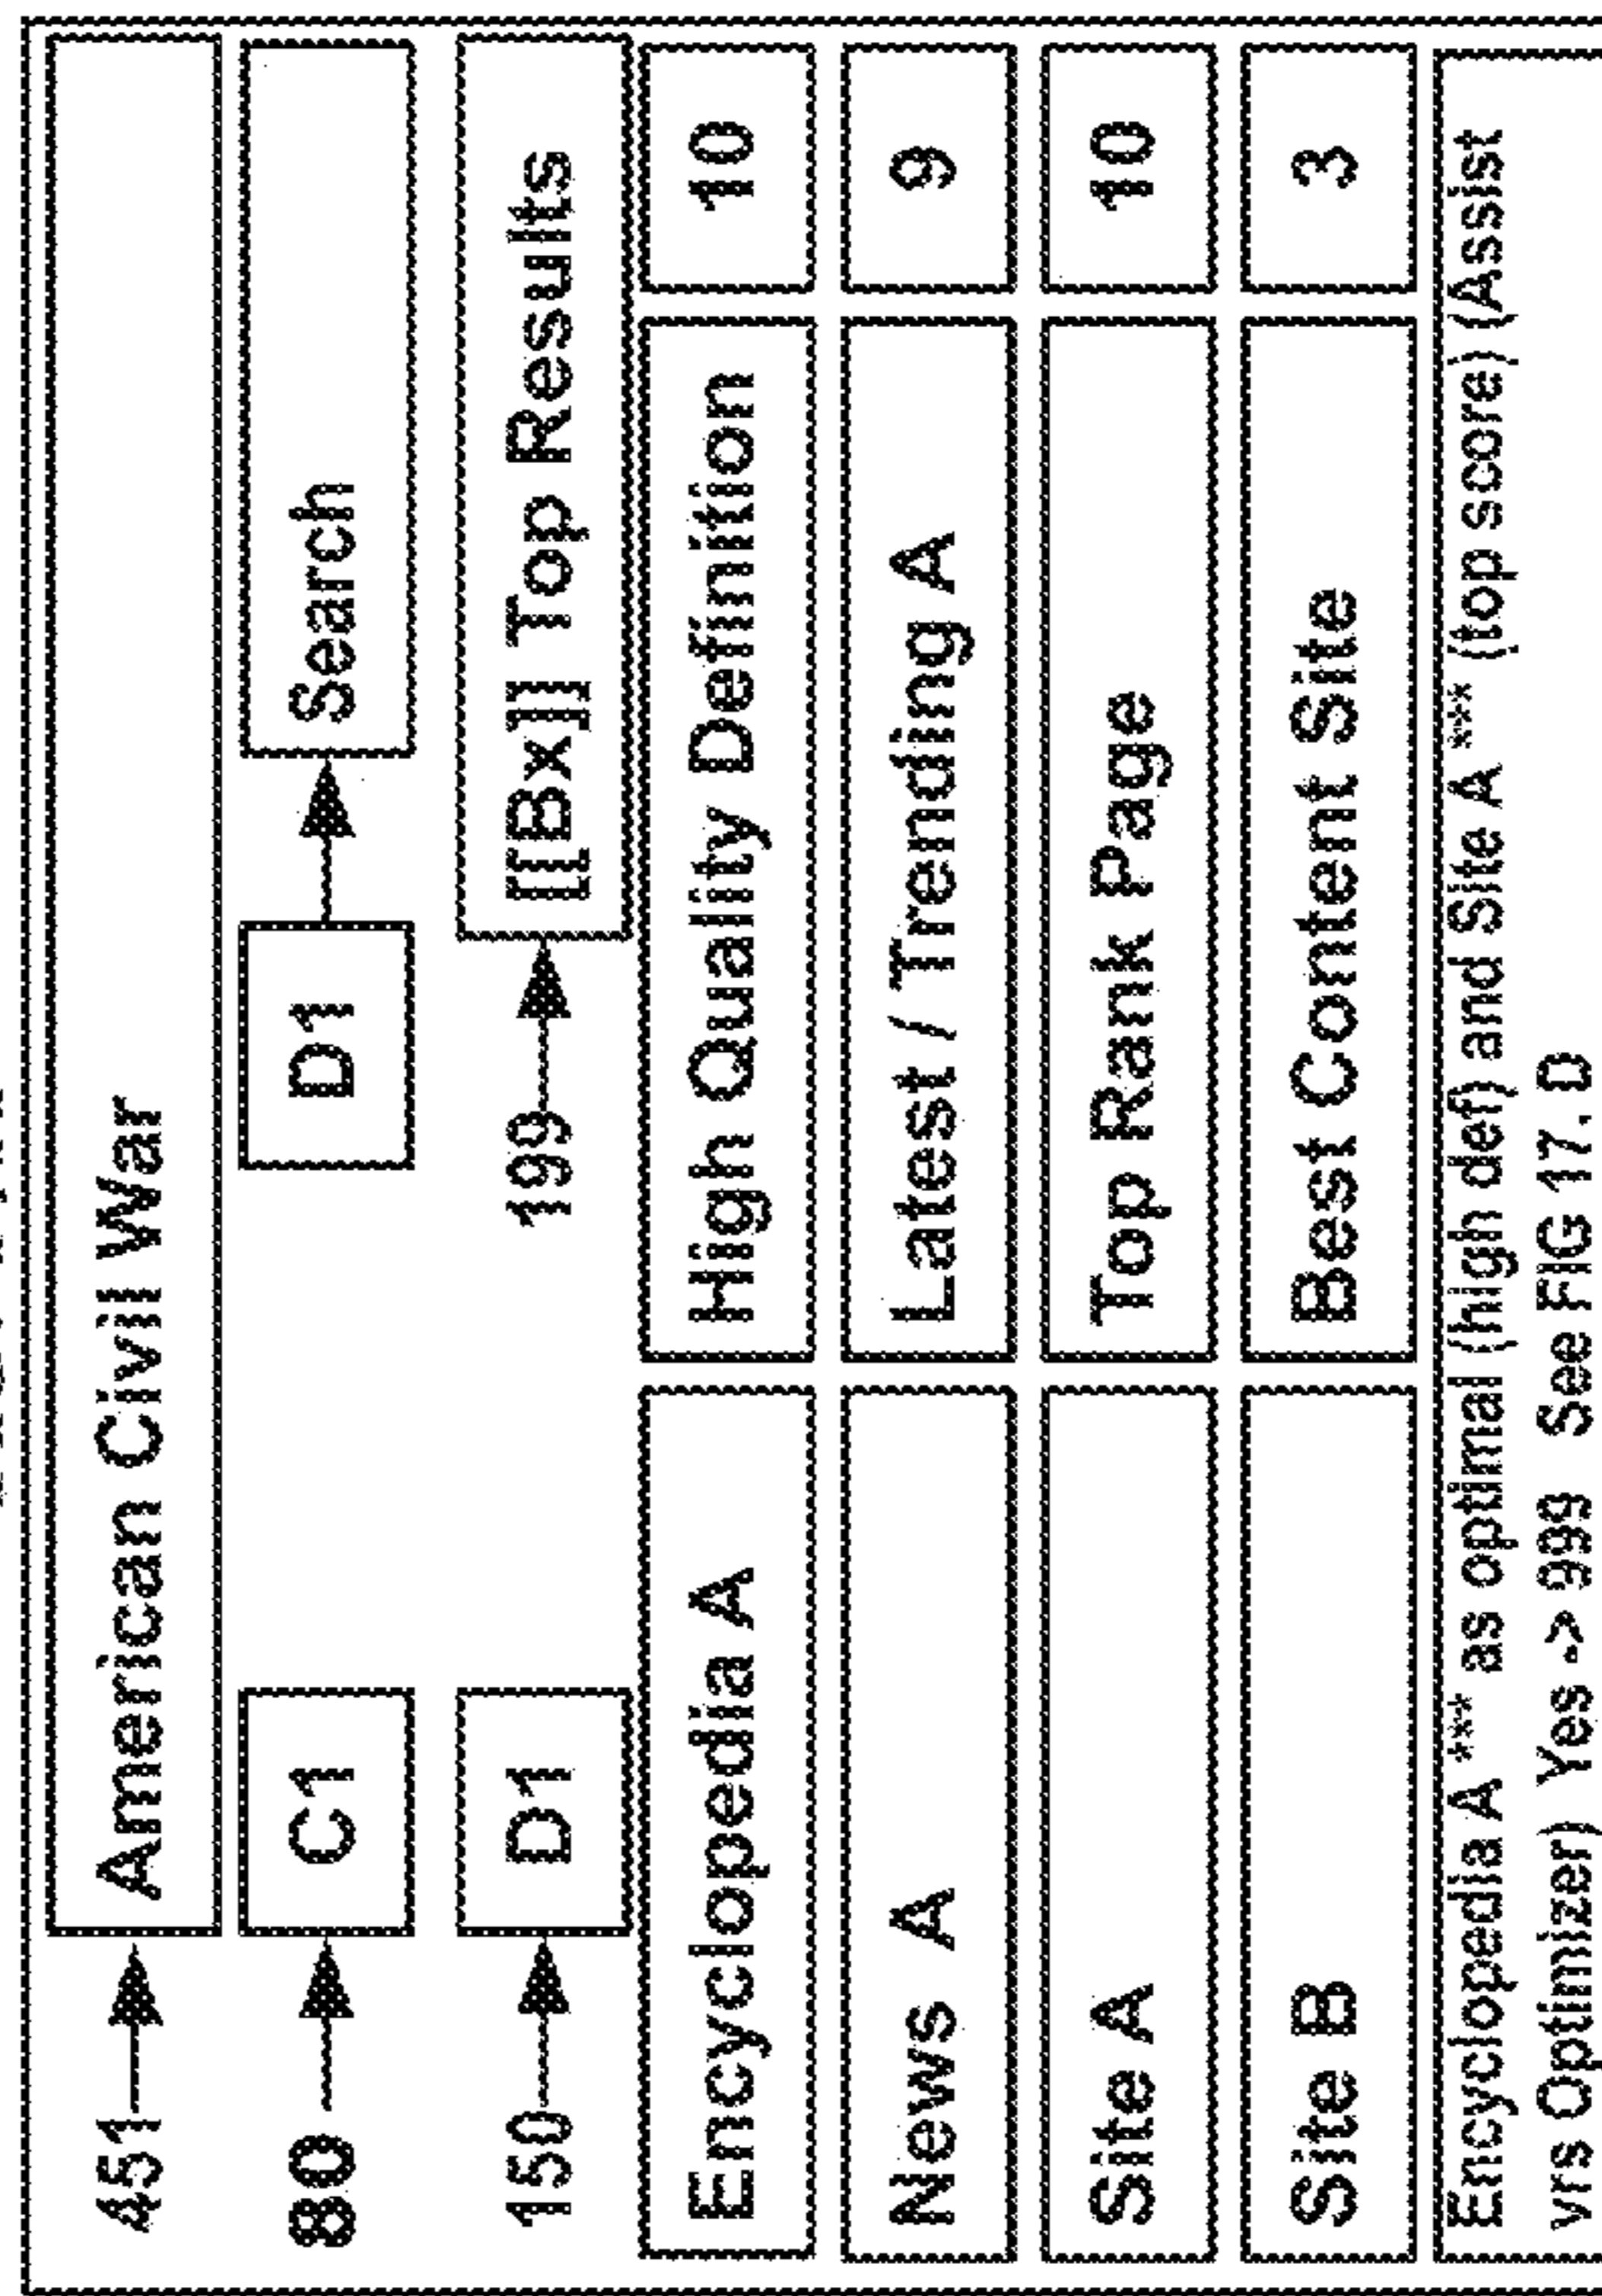 451 American Civil War
80 C1 D1 Search
150 D1 199 [[Bx]] Top Results
Encyclopedia A High Quality Definition 10
News A Latest / Trending A 9
Site A Top Rank Page 10
Site B Best Content Site 3
Encyclopedia A *** as optimal (high def) and Site A *** (top score) (Assist
vrs Optimizer) Yes -> 999 See FIG 17. D